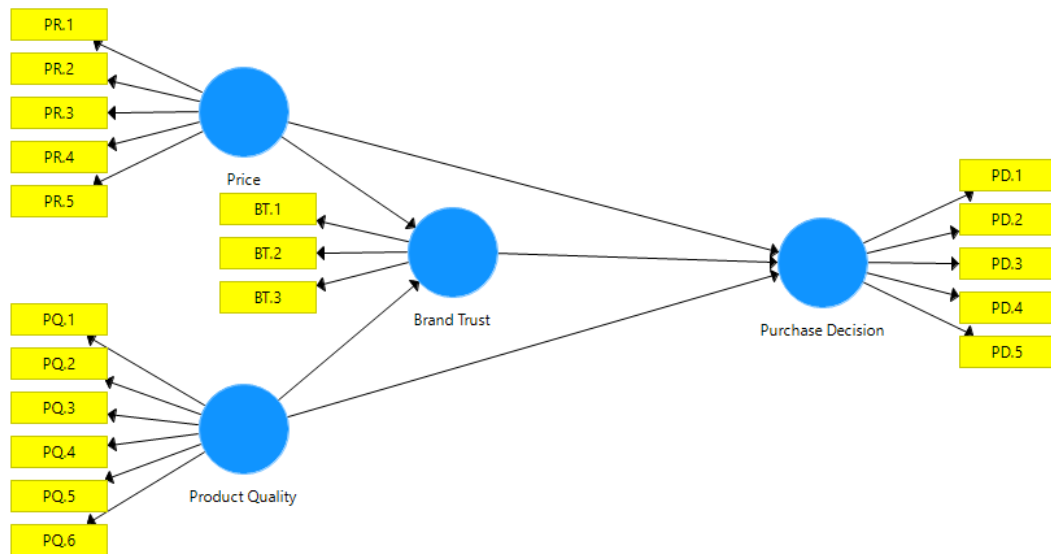 PR.1
PR.2
PR.3
PR.4
PR.5
Price
BT.1
BT.2
BT.3
Brand Trust
PD.1
PD.2
PD.3
PD.4
PD.5
Purchase Decision
PQ.1
PQ.2
PQ.3
PQ.4
PQ.5
PQ.6
Product Quality